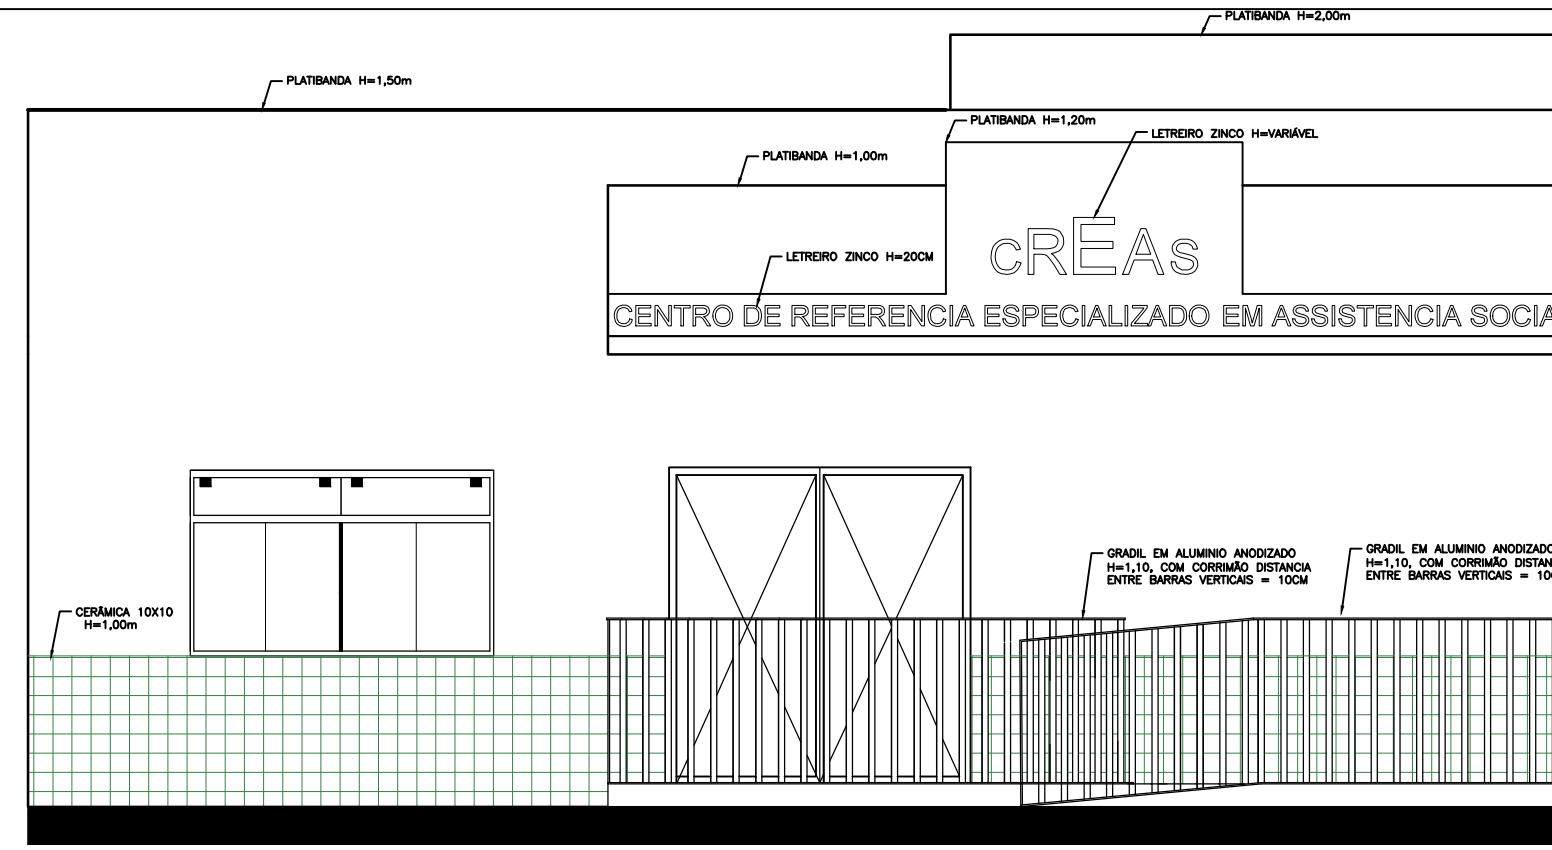 PLATIBANDA H=2,00m
PLATIBANDA H=1,50m
PLATIBANDA H=1,20m
LETREIRO ZINCO H=VARIÁVEL
PLATIBANDA H=1,00m
CREAS
LETREIRO ZINCO H=20CM
CENTRO DE REFERENCIA ESPECIALIZADO EM ASSISTENCIA SOCIA
GRADIL EM ALUMINIO ANODIZADO
H=1,10, COM CORRIMÃO DISTANCIA
ENTRE BARRAS VERTICAIS = 10CM
GRADIL EM ALUMINIO ANODIZADO
H=1,10, COM CORRIMÃO DISTAN
ENTRE BARRAS VERTICAIS = 10
CERÂMICA 10X10
H=1,00m